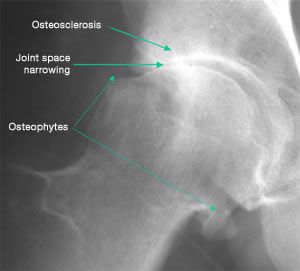 Osteosclerosis
Joint space
narrowing
Osteophytes